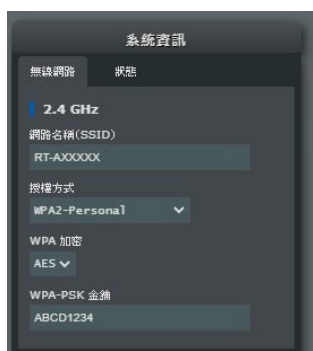 系統資訊
無線網路 狀態
2.4 GHz
網路名稱(SSID)
RT-AXXXXX
授權方式
WPA2-Personal
WPA 加密
AES
WPA-PSK 金鑰
ABCD1234